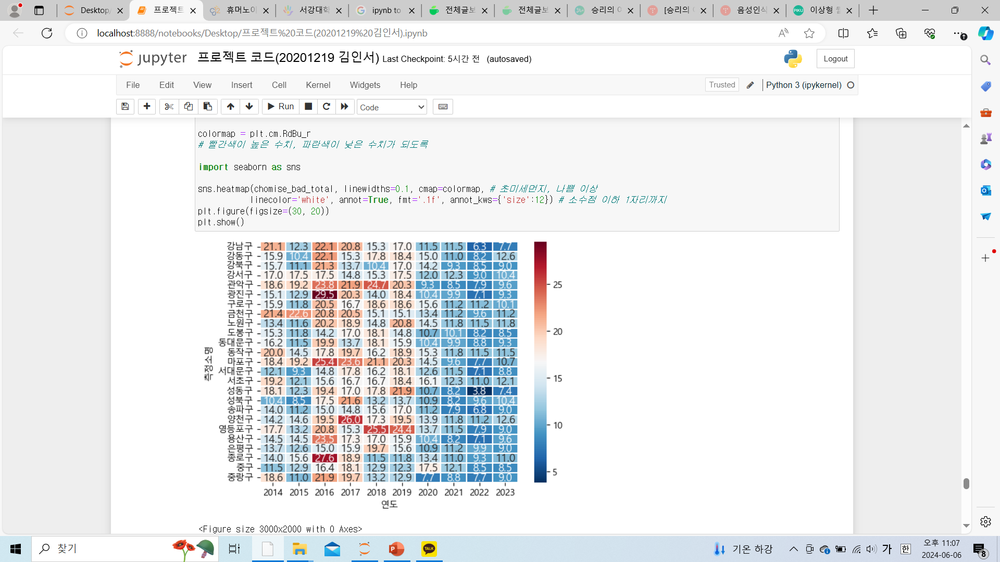 Desktop/
프로젝트
휴머노이
서강대학
ipynb to
전체글보
전체글보
승리의 여
[승리의
음성인식
PIKU 이상형 월
localhost:8888/notebooks/Desktop/프로젝트%20코드(20201219%20김인서).ipynb
jupyter 프로젝트 코드(20201219 김인서) Last Checkpoint: 5시간 전 (autosaved)
Logout
File Edit View Insert Cell Kernel Widgets Help
Trusted Python 3 (ipykernel)
Run Code
colormap = plt.cm.RdBu_r
# 빨간색이 높은 수치, 파란색이 낮은 수치가 되도록
import seaborn as sns
sns.heatmap(chomise_bad_total, linewidths=0.1, cmap=colormap, # 초미세먼지, 나쁨 이상
linecolor='white', annot=True, fmt='.1f', annot_kws={'size':12}) # 소수점 이하 1자리까지
plt.figure(figsize=(30, 20))
plt.show()
강남구 21.1 12.3 22.1 20.8 15.3 17.0 11.5 11.5 6.3 7.7
강동구 15.9 10.4 22.1 15.3 17.8 18.4 15.0 11.0 8.2 12.6
강북구 15.7 11.1 21.3 13.7 10.4 17.0 14.2 9.3 8.5 9.0
강서구 17.0 17.5 17.5 14.8 15.3 17.5 12.0 12.3 9.0 10.4
관악구 18.6 19.2 23.8 21.9 24.7 20.3 9.3 8.5 7.9 9.6
광진구 15.1 12.9 29.5 20.3 14.0 18.4 10.4 9.9 7.1 9.3
구로구 15.9 11.8 20.5 16.7 18.6 18.6 15.6 11.2 11.2 10.1
금천구 21.4 22.6 20.8 20.5 15.1 15.1 13.4 11.2 9.6 11.2
노원구 13.4 11.6 20.2 18.9 14.8 20.8 14.5 11.8 11.5 11.8
도봉구 15.3 11.8 14.2 17.0 18.1 14.8 10.7 10.1 8.2 8.5
동대문구 16.2 11.5 19.9 13.7 18.1 15.9 10.4 9.9 8.8 9.3
동작구 20.0 14.5 17.8 19.7 16.2 18.9 15.3 11.8 11.5 11.5
마포구 18.4 19.2 25.4 23.6 21.1 20.3 14.5 9.6 7.7 10.7
서대문구 12.1 9.3 14.8 17.8 16.2 18.1 12.6 11.5 7.1 8.8
서초구 19.2 12.1 15.6 16.7 16.7 18.4 16.1 12.3 11.0 12.1
성동구 18.1 12.3 19.4 17.0 17.8 21.9 10.7 8.2 3.8 7.4
성북구 10.4 8.5 17.5 21.6 13.2 13.7 10.9 8.2 9.6 10.4
송파구 14.0 11.2 15.0 14.8 15.6 17.0 11.2 7.9 6.8 9.0
양천구 14.2 14.6 19.5 26.0 17.3 19.5 13.9 11.8 11.2 12.6
영등포구 17.7 13.2 20.8 15.3 25.5 24.4 13.7 11.5 7.9 9.0
용산구 14.5 14.5 23.5 17.3 17.0 15.9 10.4 8.2 7.1 9.6
은평구 13.7 12.6 15.0 15.9 19.7 15.6 10.9 11.2 9.9 9.0
종로구 14.0 15.6 27.6 18.9 11.5 11.8 13.4 11.0 9.3 11.0
중구 11.5 12.9 16.4 18.1 12.9 12.3 17.5 12.1 8.5 8.5
중랑구 18.6 11.0 21.9 19.7 13.2 12.9 7.7 8.8 7.7 9.0
측정소명
2014 2015 2016 2017 2018 2019 2020 2021 2022 2023
연도
25
20
15
10
5
<Figure size 3000x2000 with 0 Axes>
찾기
TALK
기온 하강
가
한
오후 11:07
2024-06-06
8